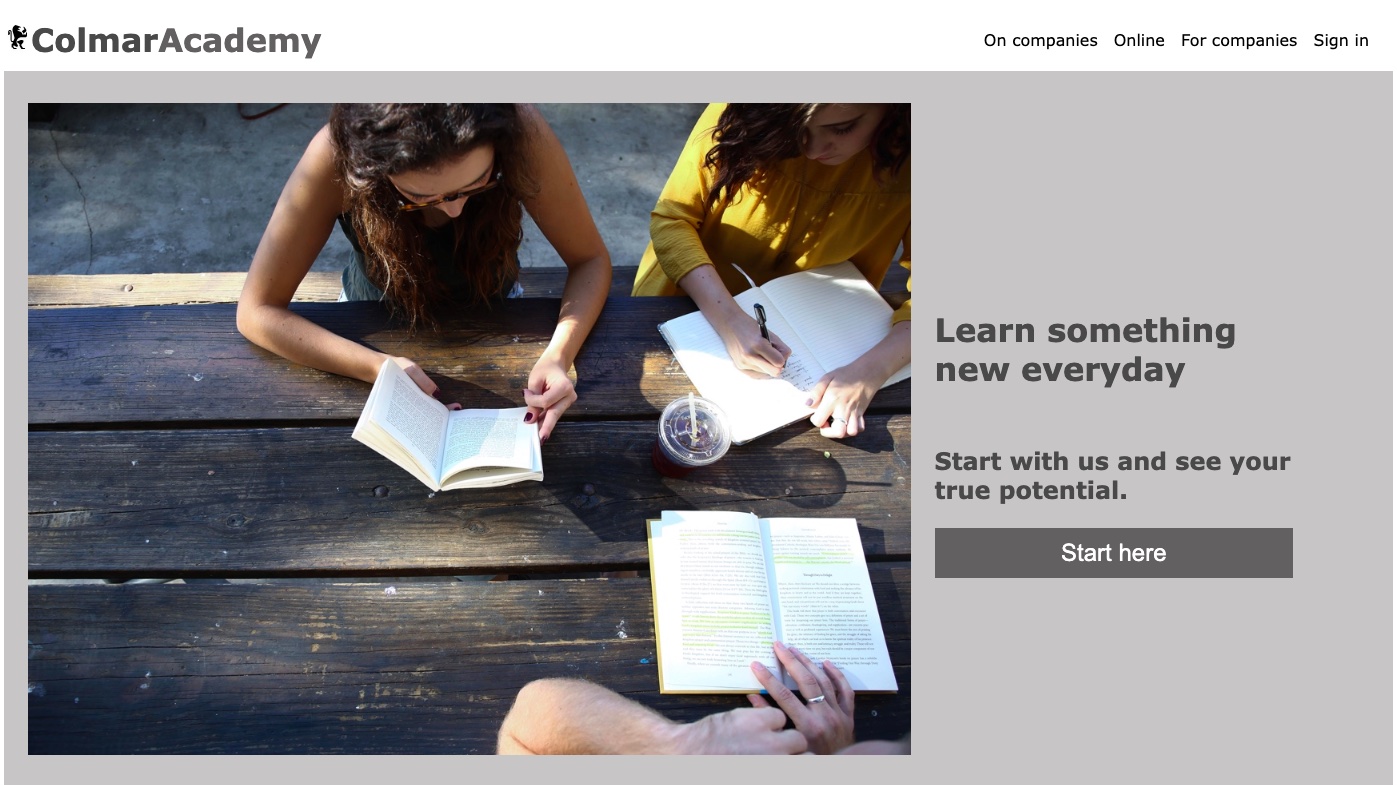 ColmarAcademy
On companies Online For companies Sign in
Learn something
new everyday
Start with us and see your
true potential.
Start here